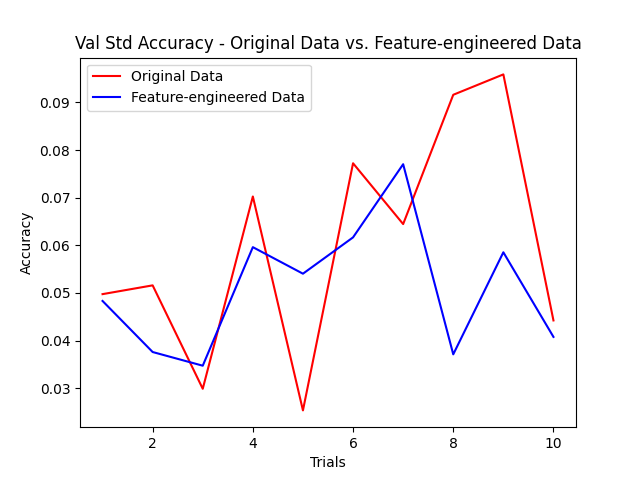 Val Std Accuracy - Original Data vs. Feature-engineered Data
Original Data
Feature-engineered Data
Accuracy
0.09
0.08
0.07
0.06
0.05
0.04
0.03
2 4 6 8 10
Trials